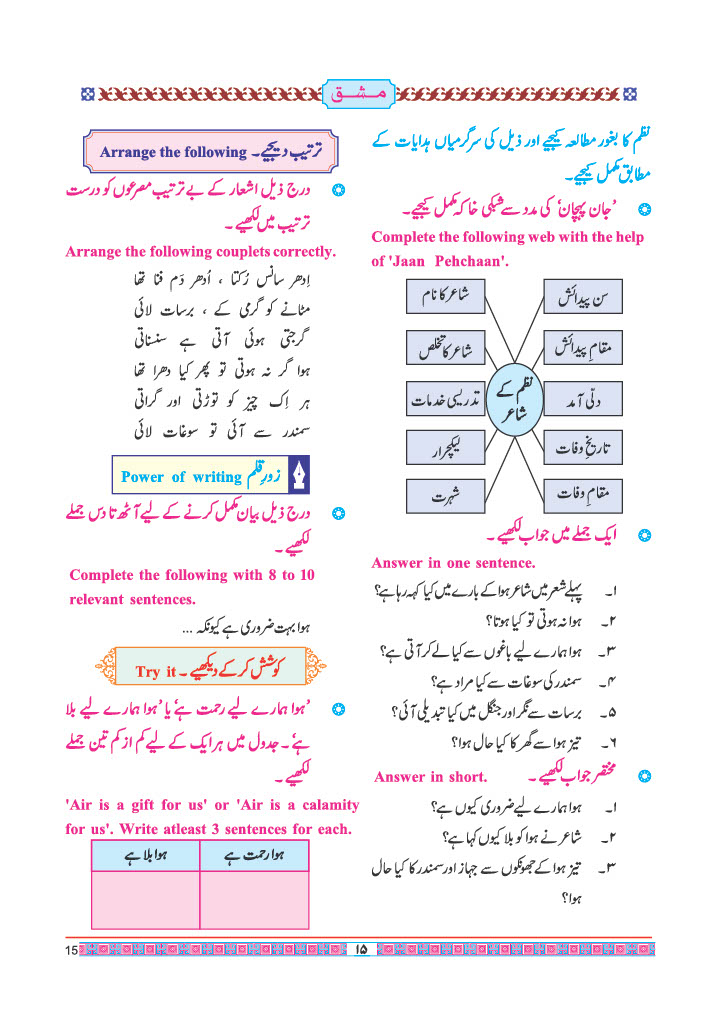 مشق
نظم کا بغور مطالعہ کیجیے اور ذیل کی سرگرمیاں ہدایات کے
مطابق مکمل کیجیے۔
'جان پہچان' کی مدد سے شبکی خاکہ مکمل کیجیے۔
Complete the following web with the help
of 'Jaan Pehchaan'.
سن پیدائش
شاعر کا نام
مقامِ پیدائش
شاعر کا تخلص
نظم کے
شاعر
دلّی آمد
تدریسی خدمات
تاریخِ وفات
لیکچرار
مقامِ وفات
شہرت
ایک جملے میں جواب لکھیے۔
Answer in one sentence.
۱۔ پہلے شعر میں شاعر ہوا کے بارے میں کیا کہہ رہا ہے؟
۲۔ ہوا نہ ہوتی تو کیا ہوتا؟
۳۔ ہوا ہمارے لیے باغوں سے کیا لے کر آتی ہے؟
۴۔ سمندر کی سوغات سے کیا مراد ہے؟
۵۔ برسات سے نگر اور جنگل میں کیا تبدیلی آئی؟
۶۔ تیز ہوا سے گھر کا کیا حال ہوا؟
مختصر جواب لکھیے۔ Answer in short.
۱۔ ہوا ہمارے لیے ضروری کیوں ہے؟
۲۔ شاعر نے ہوا کو بلا کیوں کہا ہے؟
۳۔ تیز ہوا کے جھونکوں سے جہاز اور سمندر کا کیا حال
ہوا؟
ترتیب دیجیے۔ Arrange the following
درج ذیل اشعار کے بے ترتیب مصرعوں کو درست
ترتیب میں لکھیے۔
Arrange the following couplets correctly.
اِدھر سانس رُکتا ، اُدھر دَم فنا تھا
مٹانے کو گرمی کے ، برسات لائی
گرجتی ہوئی آتی ہے سنسناتی
ہوا گر نہ ہوتی تو پھر کیا دھرا تھا
ہر اِک چیز کو توڑتی اور گراتی
سمندر سے آئی تو سوغات لائی
زورِ قلم Power of writing
درج ذیل بیان مکمل کرنے کے لیے آٹھ تا دس جملے
لکھیے۔
Complete the following with 8 to 10
relevant sentences.
ہوا بہت ضروری ہے کیونکہ ...
کوشش کر کے دیکھیے۔ Try it
'ہوا ہمارے لیے رحمت ہے' یا 'ہوا ہمارے لیے بلا
ہے'۔ جدول میں ہر ایک کے لیے کم از کم تین جملے
لکھیے۔
'Air is a gift for us' or 'Air is a calamity
for us'. Write atleast 3 sentences for each.
ہوا رحمت ہے
ہوا بلا ہے
15
۱۵